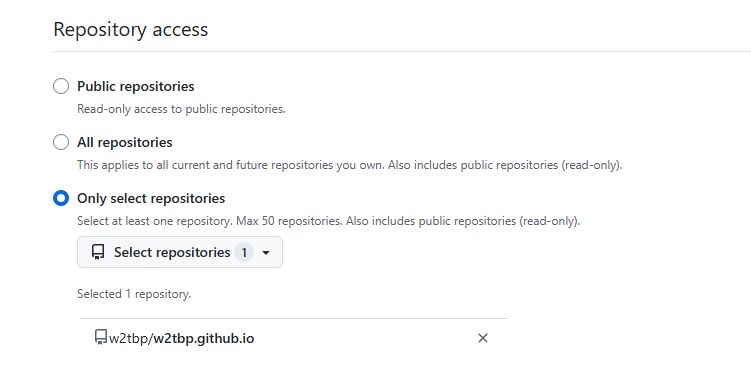 Repository access
Public repositories
Read-only access to public repositories.
All repositories
This applies to all current and future repositories you own. Also includes public repositories (read-only).
Only select repositories
Select at least one repository. Max 50 repositories. Also includes public repositories (read-only).
Select repositories 1
Selected 1 repository.
w2tbp/w2tbp.github.io